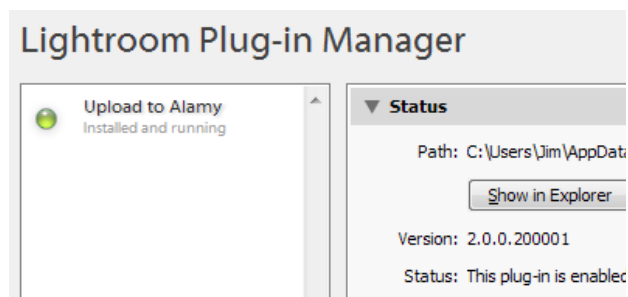 Lightroom Plug-in Manager
Upload to Alamy
Installed and running
Status
Path: C:\Users\Jim\AppData
Show in Explorer
Version: 2.0.0.200001
Status: This plug-in is enabled